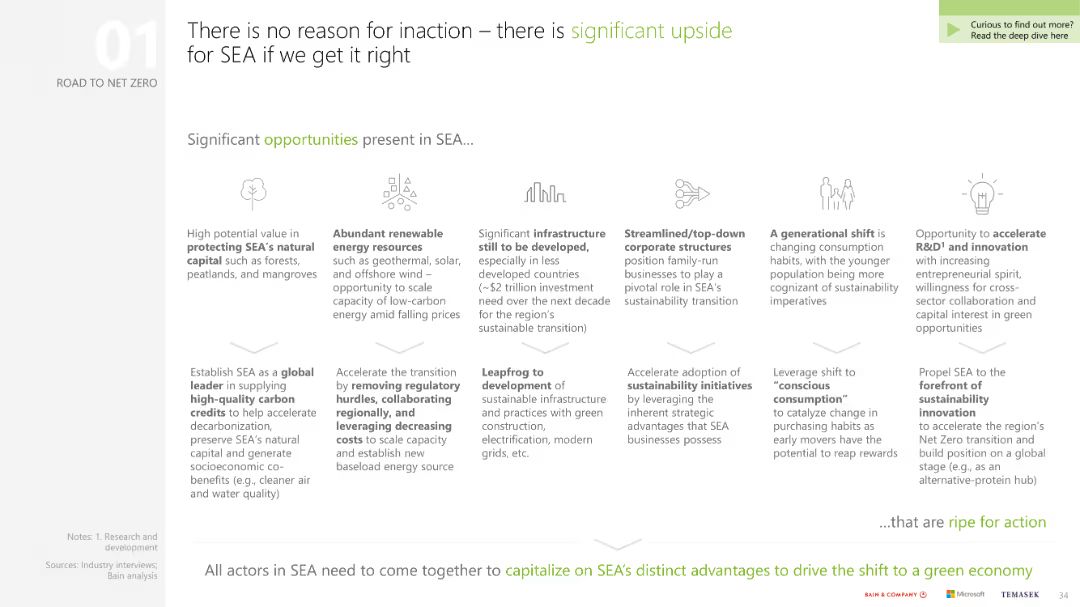 01
ROAD TO NET ZERO
There is no reason for inaction – there is significant upside
for SEA if we get it right
Curious to find out more?
Read the deep dive here
Significant opportunities present in SEA...
High potential value in
protecting SEA's natural
capital such as forests,
peatlands, and mangroves
Abundant renewable
energy resources
such as geothermal, solar,
and offshore wind –
opportunity to scale
capacity of low-carbon
energy amid falling prices
Significant infrastructure
still to be developed,
especially in less
developed countries
(~$2 trillion investment
need over the next decade
for the region's
sustainable transition)
Streamlined/top-down
corporate structures
position family-run
businesses to play a
pivotal role in SEA's
sustainability transition
A generational shift is
changing consumption
habits, with the younger
population being more
cognizant of sustainability
imperatives
Opportunity to accelerate
R&D¹ and innovation
with increasing
entrepreneurial spirit,
willingness for cross-
sector collaboration and
capital interest in green
opportunities
Establish SEA as a global
leader in supplying
high-quality carbon
credits to help accelerate
decarbonization,
preserve SEA's natural
capital and generate
socioeconomic co-
benefits (e.g., cleaner air
and water quality)
Accelerate the transition
by removing regulatory
hurdles, collaborating
regionally, and
leveraging decreasing
costs to scale capacity
and establish new
baseload energy source
Leapfrog to
development of
sustainable infrastructure
and practices with green
construction,
electrification, modern
grids, etc.
Accelerate adoption of
sustainability initiatives
by leveraging the
inherent strategic
advantages that SEA
businesses possess
Leverage shift to
"conscious
consumption"
to catalyze change in
purchasing habits as
early movers have the
potential to reap rewards
Propel SEA to the
forefront of
sustainability
innovation
to accelerate the region's
Net Zero transition and
build position on a global
stage (e.g., as an
alternative-protein hub)
...that are ripe for action
All actors in SEA need to come together to capitalize on SEA's distinct advantages to drive the shift to a green economy
Notes: 1. Research and
development
Sources: Industry interviews;
Bain analysis
BAIN & COMPANY
Microsoft
TEMASEK
34